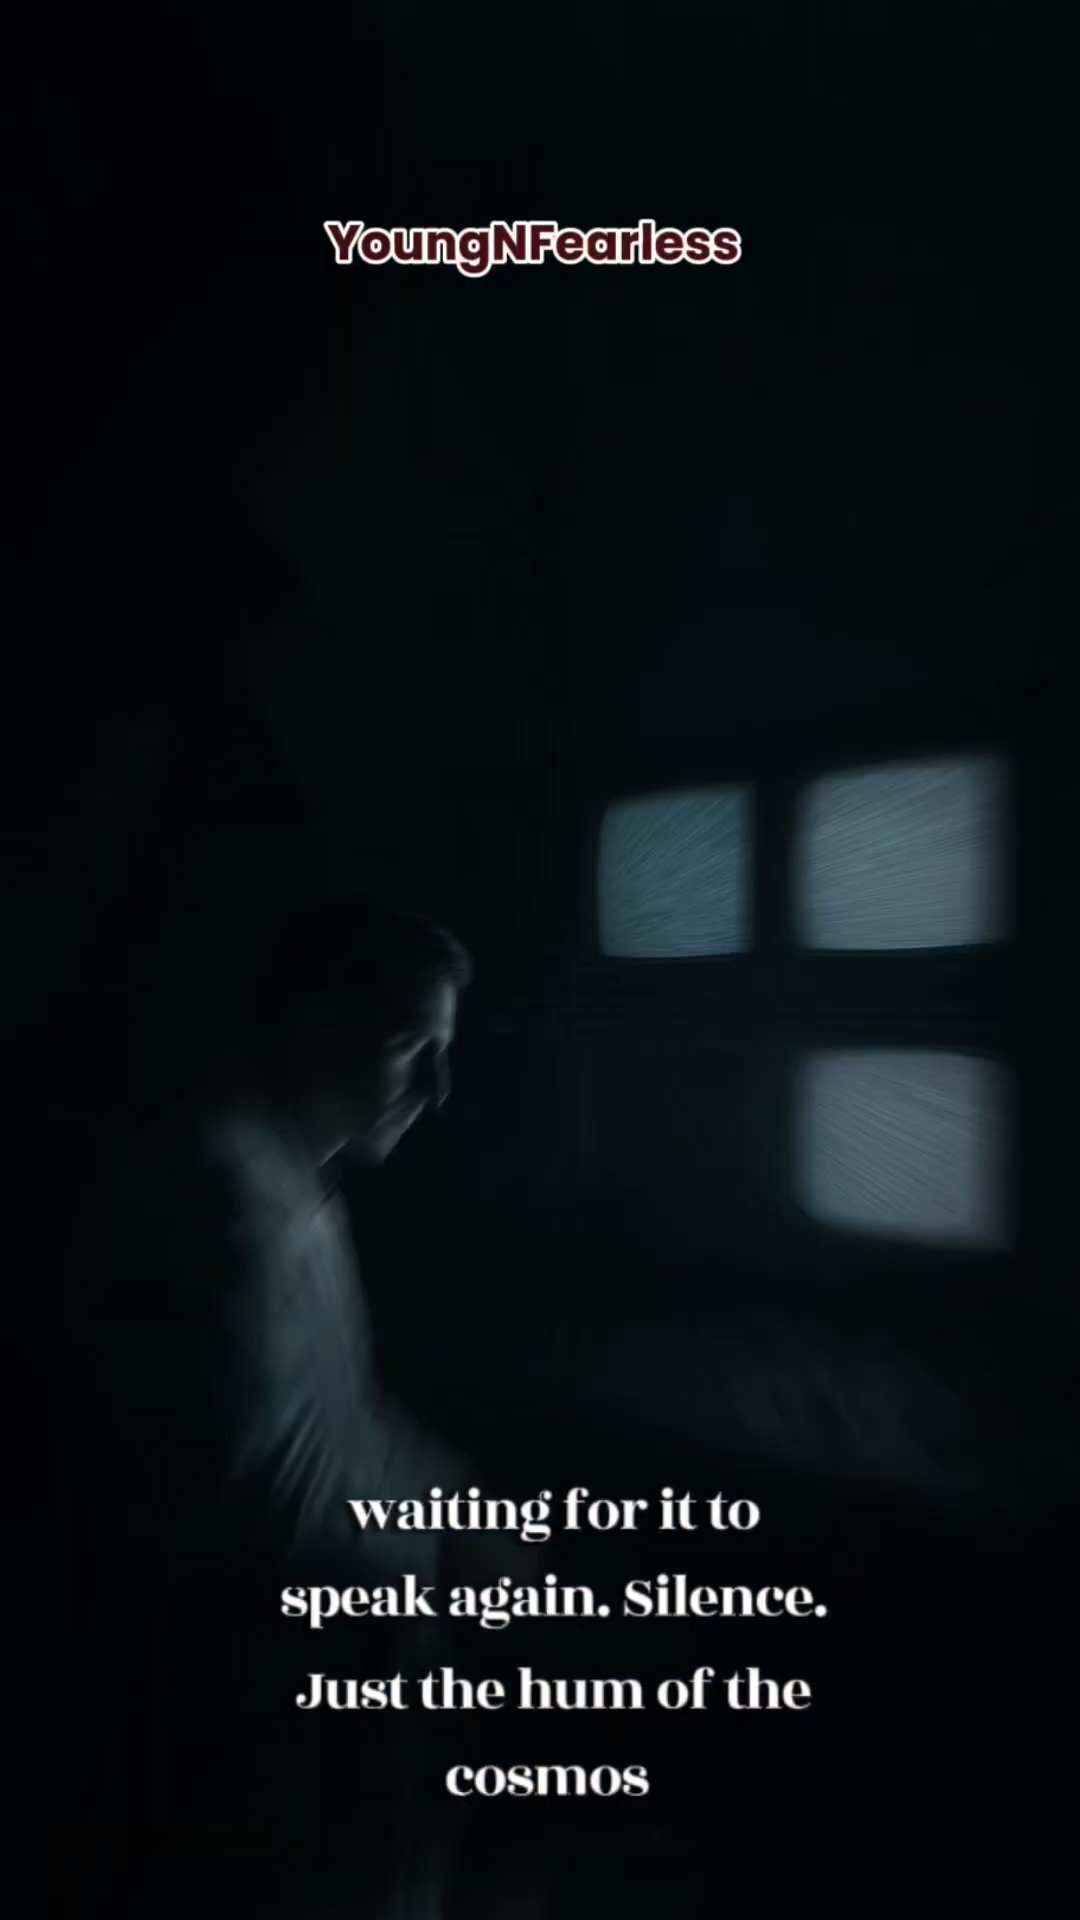 YoungNFearless
waiting for it to
speak again. Silence.
Just the hum of the
cosmos